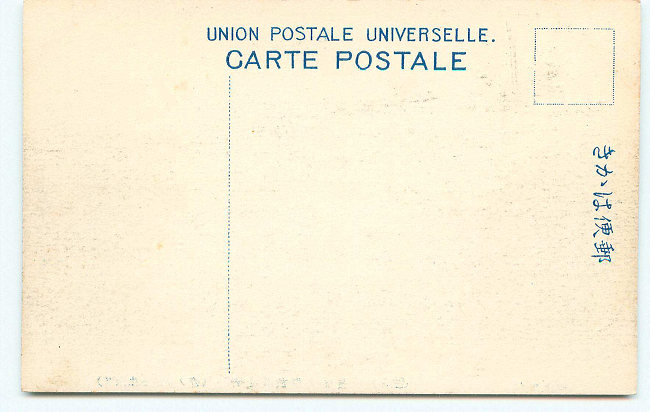 UNION POSTALE UNIVERSELLE.
CARTE POSTALE
郵便はがき